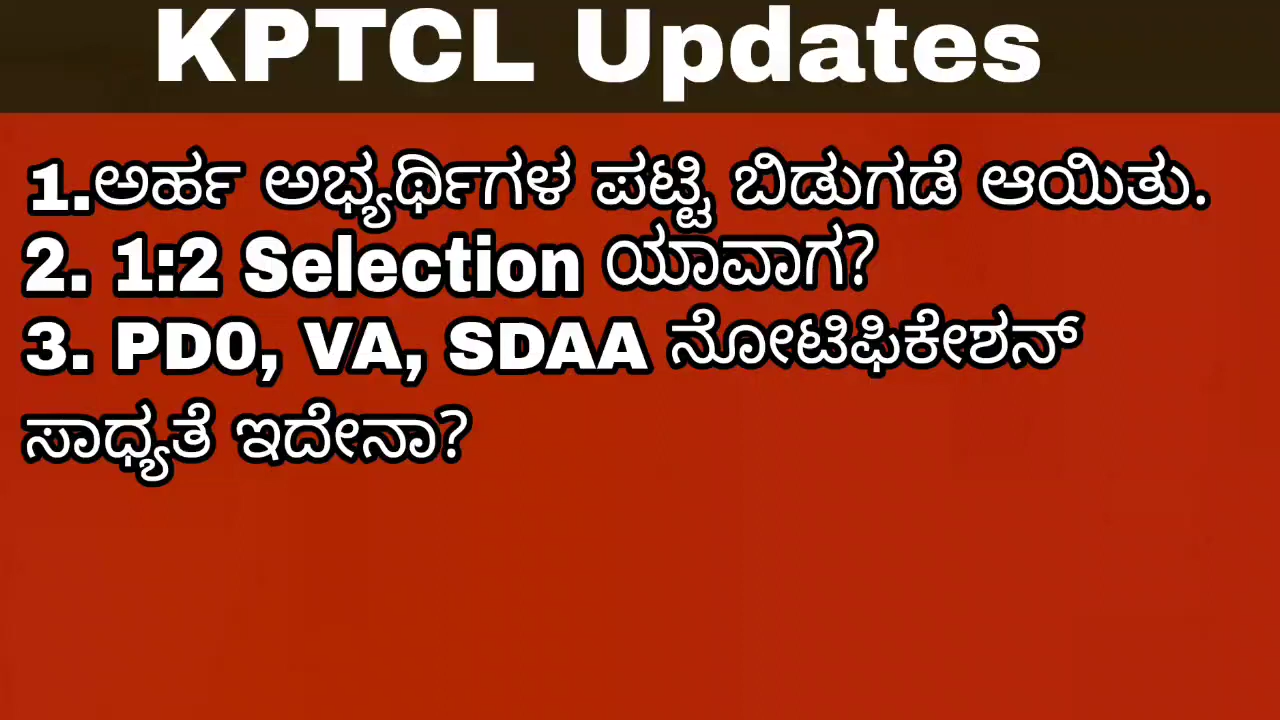 KPTCL Updates
1.ಅರ್ಹ ಅಭ್ಯರ್ಥಿಗಳ ಪಟ್ಟಿ ಬಿಡುಗಡೆ ಆಯಿತು.
2. 1:2 Selection ಯಾವಾಗ?
3. PD0, VA, SDAA ನೋಟಿಫಿಕೇಶನ್
ಸಾಧ್ಯತೆ ಇದೇನಾ?